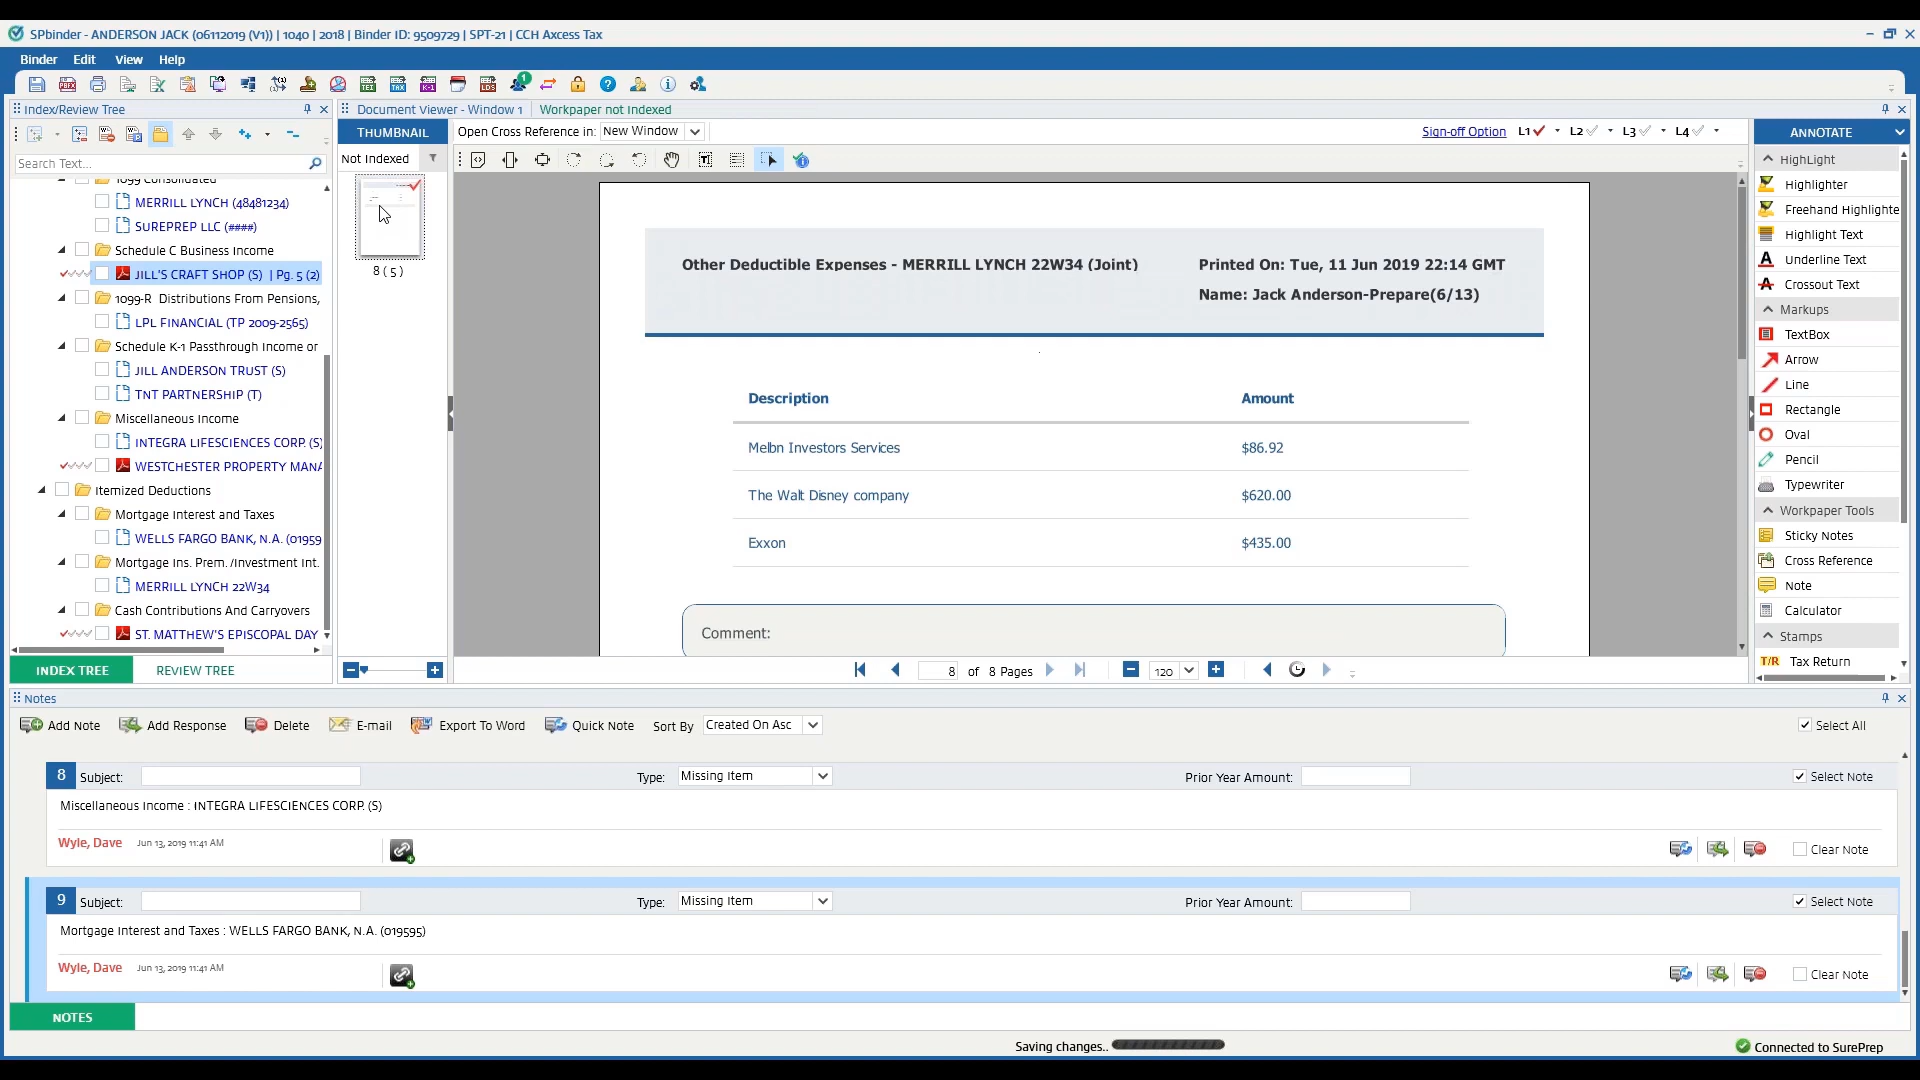 SPbinder - ANDERSON JACK (06112019 (V1)) | 1040 | 2018 | Binder ID: 9509729 | SPT-21 | CCH Axcess Tax
Binder Edit View Help
1
Index/Review Tree
Search Text...
1099 Consolidated
MERRILL LYNCH (48481234)
SUREPREP LLC (####)
Schedule C Business Income
JILL'S CRAFT SHOP (S) | Pg. 5 (2)
1099-R Distributions From Pensions,
LPL FINANCIAL (TP 2009-2565)
Schedule K-1 Passthrough Income or
JILL ANDERSON TRUST (S)
TNT PARTNERSHIP (T)
Miscellaneous Income
INTEGRA LIFESCIENCES CORP. (S)
WESTCHESTER PROPERTY MANA
Itemized Deductions
Mortgage Interest and Taxes
WELLS FARGO BANK, N.A. (01959
Mortgage Ins. Prem. /Investment Int.
MERRILL LYNCH 22W34
Cash Contributions And Carryovers
ST. MATTHEW'S EPISCOPAL DAY
INDEX TREE REVIEW TREE
Document Viewer - Window 1 Workpaper not Indexed
THUMBNAIL
Open Cross Reference in: New Window
Sign-off Option L1 L2 L3 L4
Not Indexed
8 ( 5 )
Other Deductible Expenses - MERRILL LYNCH 22W34 (Joint)
Printed On: Tue, 11 Jun 2019 22:14 GMT
Name: Jack Anderson-Prepare(6/13)
Description Amount
Melbn Investors Services $86.92
The Walt Disney company $620.00
Exxon $435.00
Comment:
8 of 8 Pages 120
ANNOTATE
HighLight
Highlighter
Freehand Highlighte
Highlight Text
Underline Text
Crossout Text
Markups
TextBox
Arrow
Line
Rectangle
Oval
Pencil
Typewriter
Workpaper Tools
Sticky Notes
Cross Reference
Note
Calculator
Stamps
T/R Tax Return
Notes
Add Note Add Response Delete E-mail Export To Word Quick Note Sort By Created On Asc Select All
8 Subject: Type: Missing Item Prior Year Amount: Select Note
Miscellaneous Income : INTEGRA LIFESCIENCES CORP. (S)
Wyle, Dave Jun 13, 2019 11:41 AM Clear Note
9 Subject: Type: Missing Item Prior Year Amount: Select Note
Mortgage Interest and Taxes : WELLS FARGO BANK, N.A. (019595)
Wyle, Dave Jun 13, 2019 11:41 AM Clear Note
NOTES
Saving changes..
Connected to SurePrep